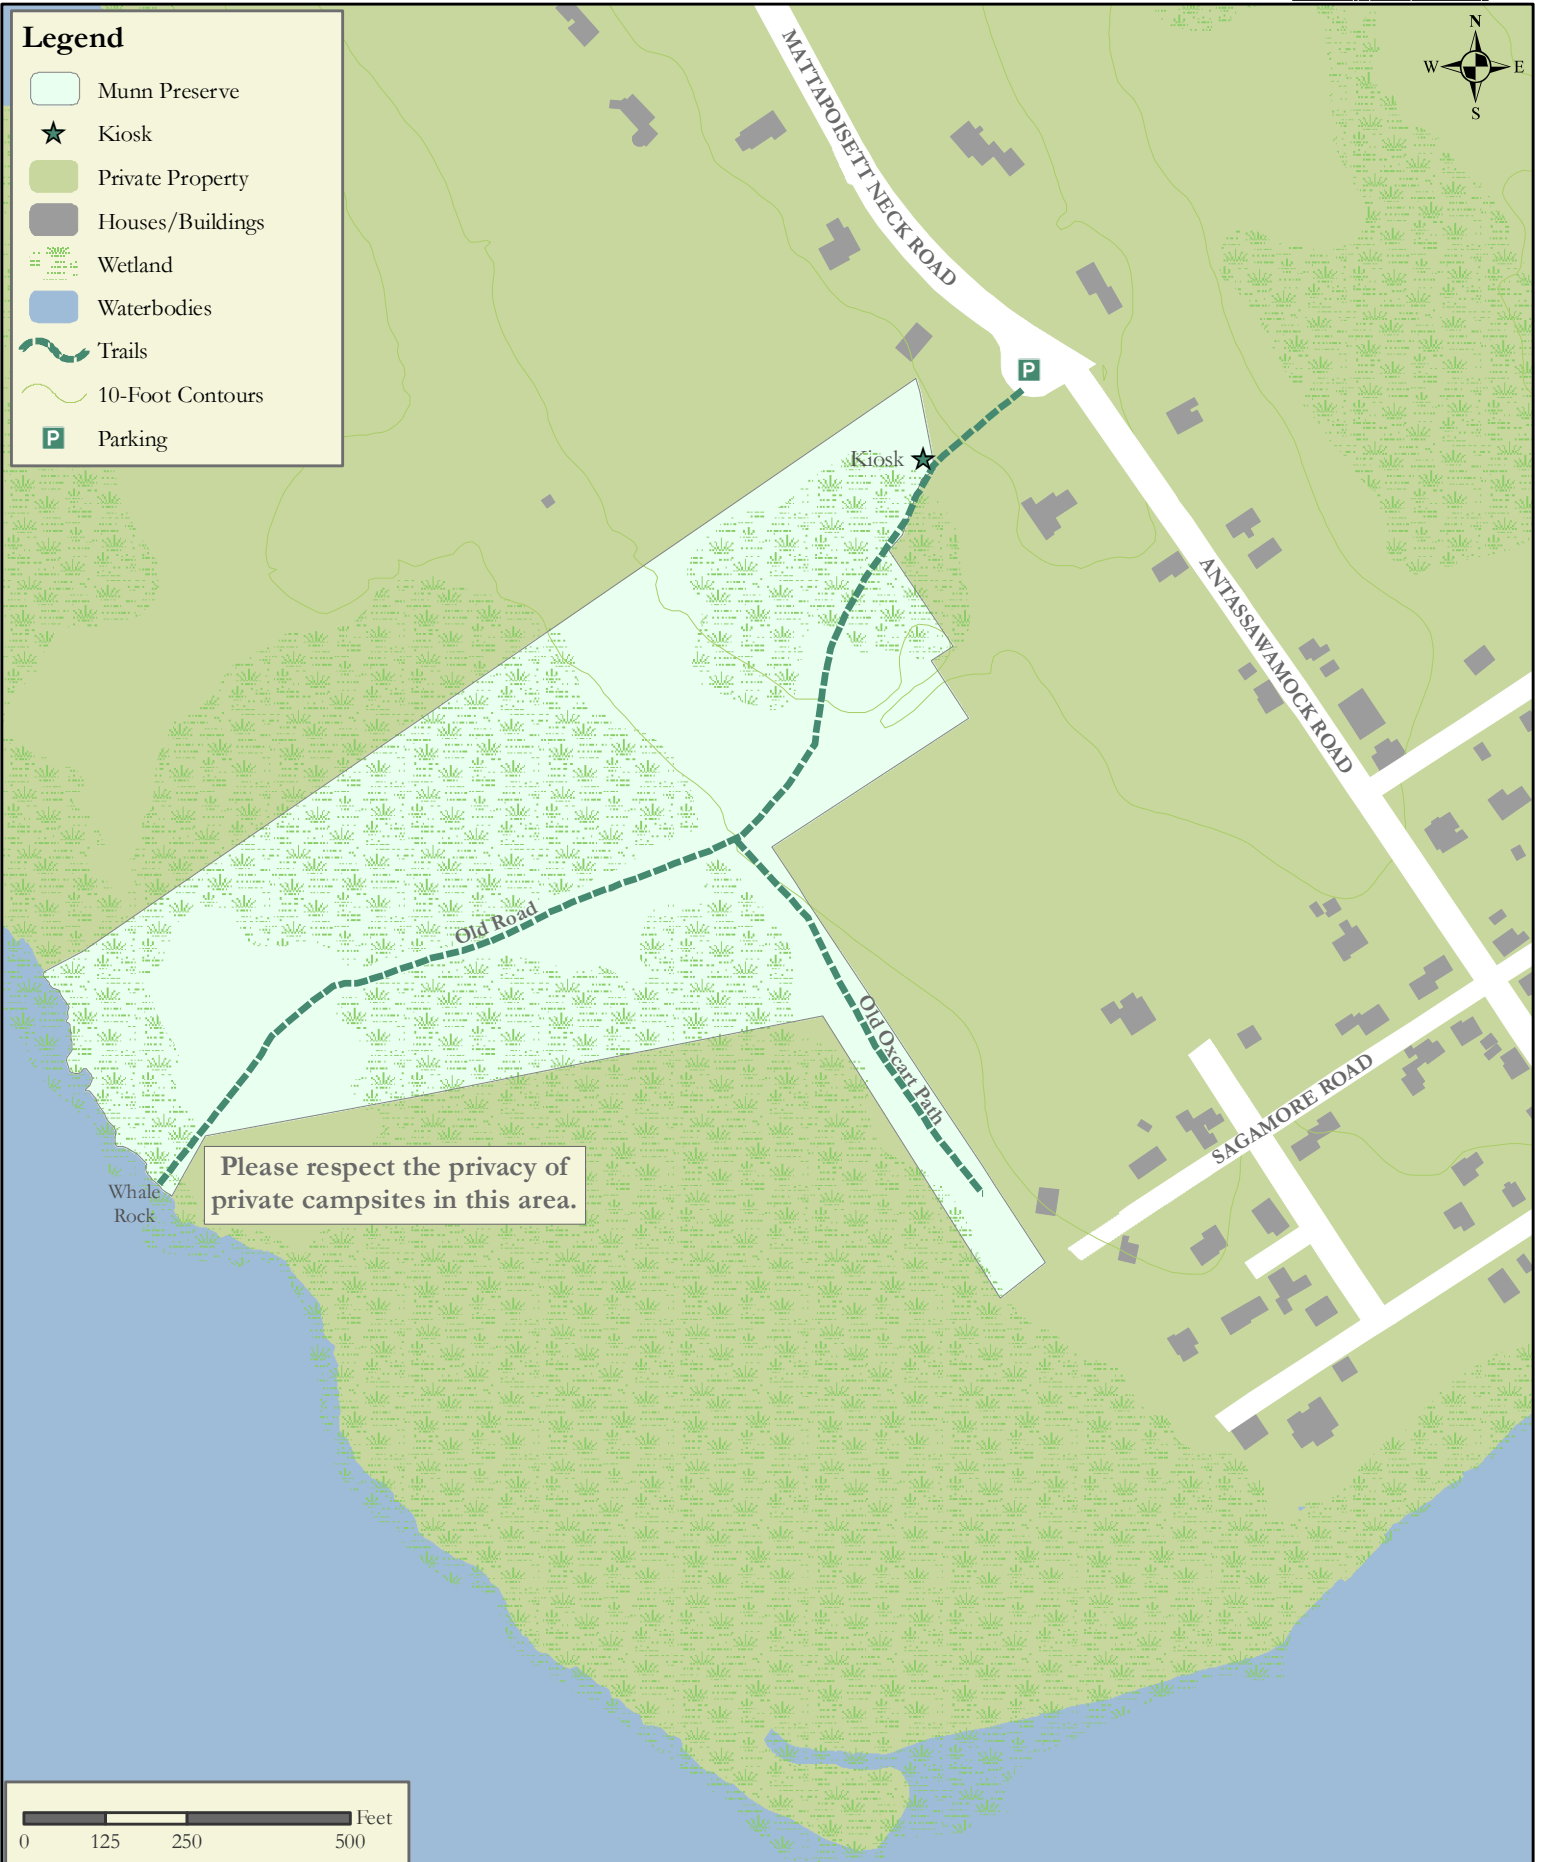 Legend
Munn Preserve
Kiosk
Private Property
Houses/Buildings
Wetland
Waterbodies
Trails
10-Foot Contours
P
Parking
N
W
E
S
MATTAPOISETT NECK ROAD
P
Kiosk
ANTASSAWAMOCK ROAD
Old Road
Old Oxcart Path
SAGAMORE ROAD
Please respect the privacy of
private campsites in this area.
Whale
Rock
Feet
0 125 250 500